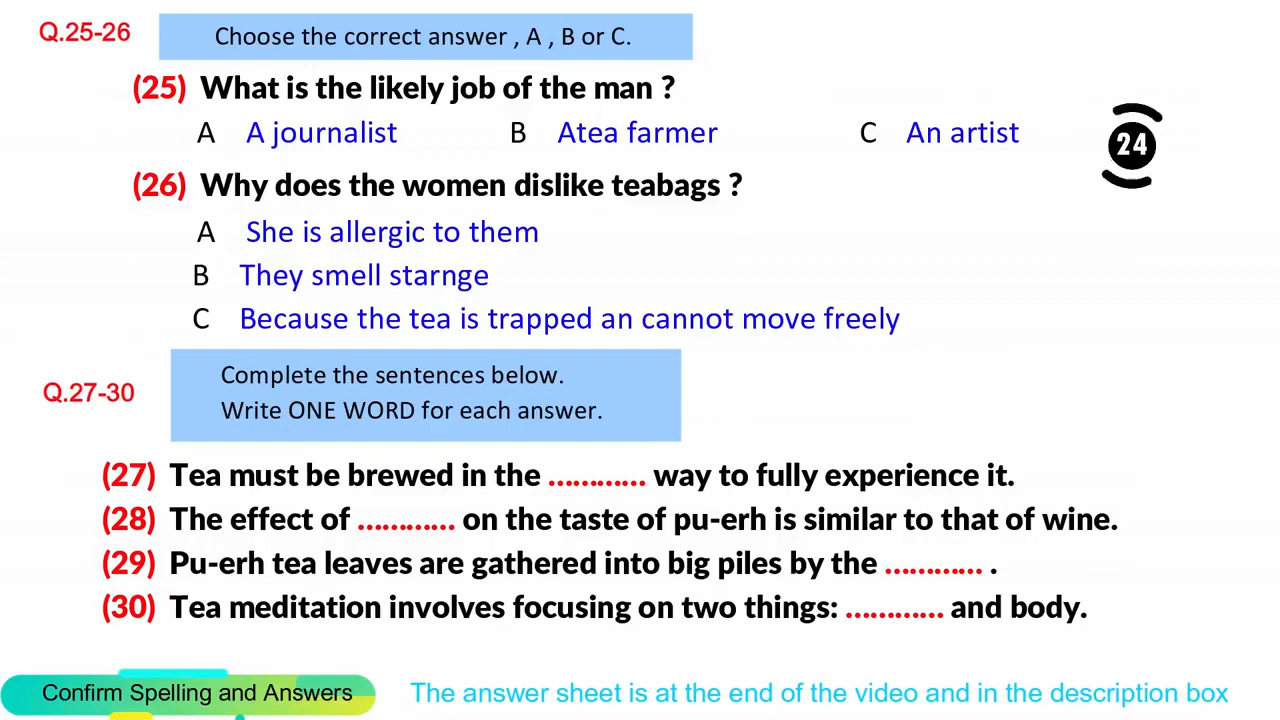 Q.25-26 Choose the correct answer , A , B or C.
(25) What is the likely job of the man ?
A A journalist B Atea farmer C An artist
24
(26) Why does the women dislike teabags ?
A She is allergic to them
B They smell starnge
C Because the tea is trapped an cannot move freely
Complete the sentences below.
Q.27-30
Write ONE WORD for each answer.
(27) Tea must be brewed in the ………… way to fully experience it.
(28) The effect of ………… on the taste of pu-erh is similar to that of wine.
(29) Pu-erh tea leaves are gathered into big piles by the ………… .
(30) Tea meditation involves focusing on two things: ………… and body.
Confirm Spelling and Answers The answer sheet is at the end of the video and in the description box